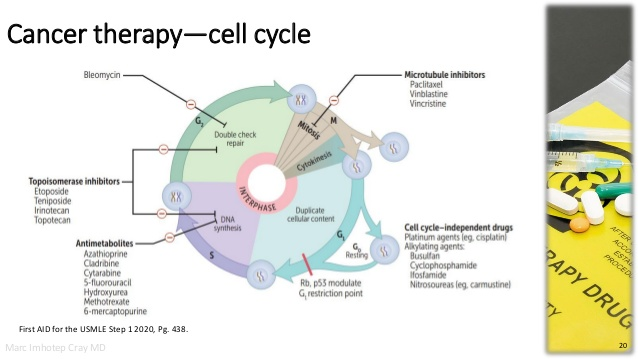 Cancer therapy—cell cycle
Bleomycin
Microtubule inhibitors
Paclitaxel
Vinblastine
Vincristine
G2
Double check
repair
M
Mitosis
Cytokinesis
INTERPHASE
Topoisomerase inhibitors
Etoposide
Teniposide
Irinotecan
Topotecan
DNA
synthesis
Duplicate
cellular content
S
G1
G0
Resting
Rb, p53 modulate
G1 restriction point
Antimetabolites
Azathioprine
Cladribine
Cytarabine
5-fluorouracil
Hydroxyurea
Methotrexate
6-mercaptopurine
Cell cycle–independent drugs
Platinum agents (eg, cisplatin)
Alkylating agents:
Busulfan
Cyclophosphamide
Ifosfamide
Nitrosoureas (eg, carmustine)
First AID for the USMLE Step 1 2020, Pg. 438.
Marc Imhotep Cray MD
AFTER
DRUG
20